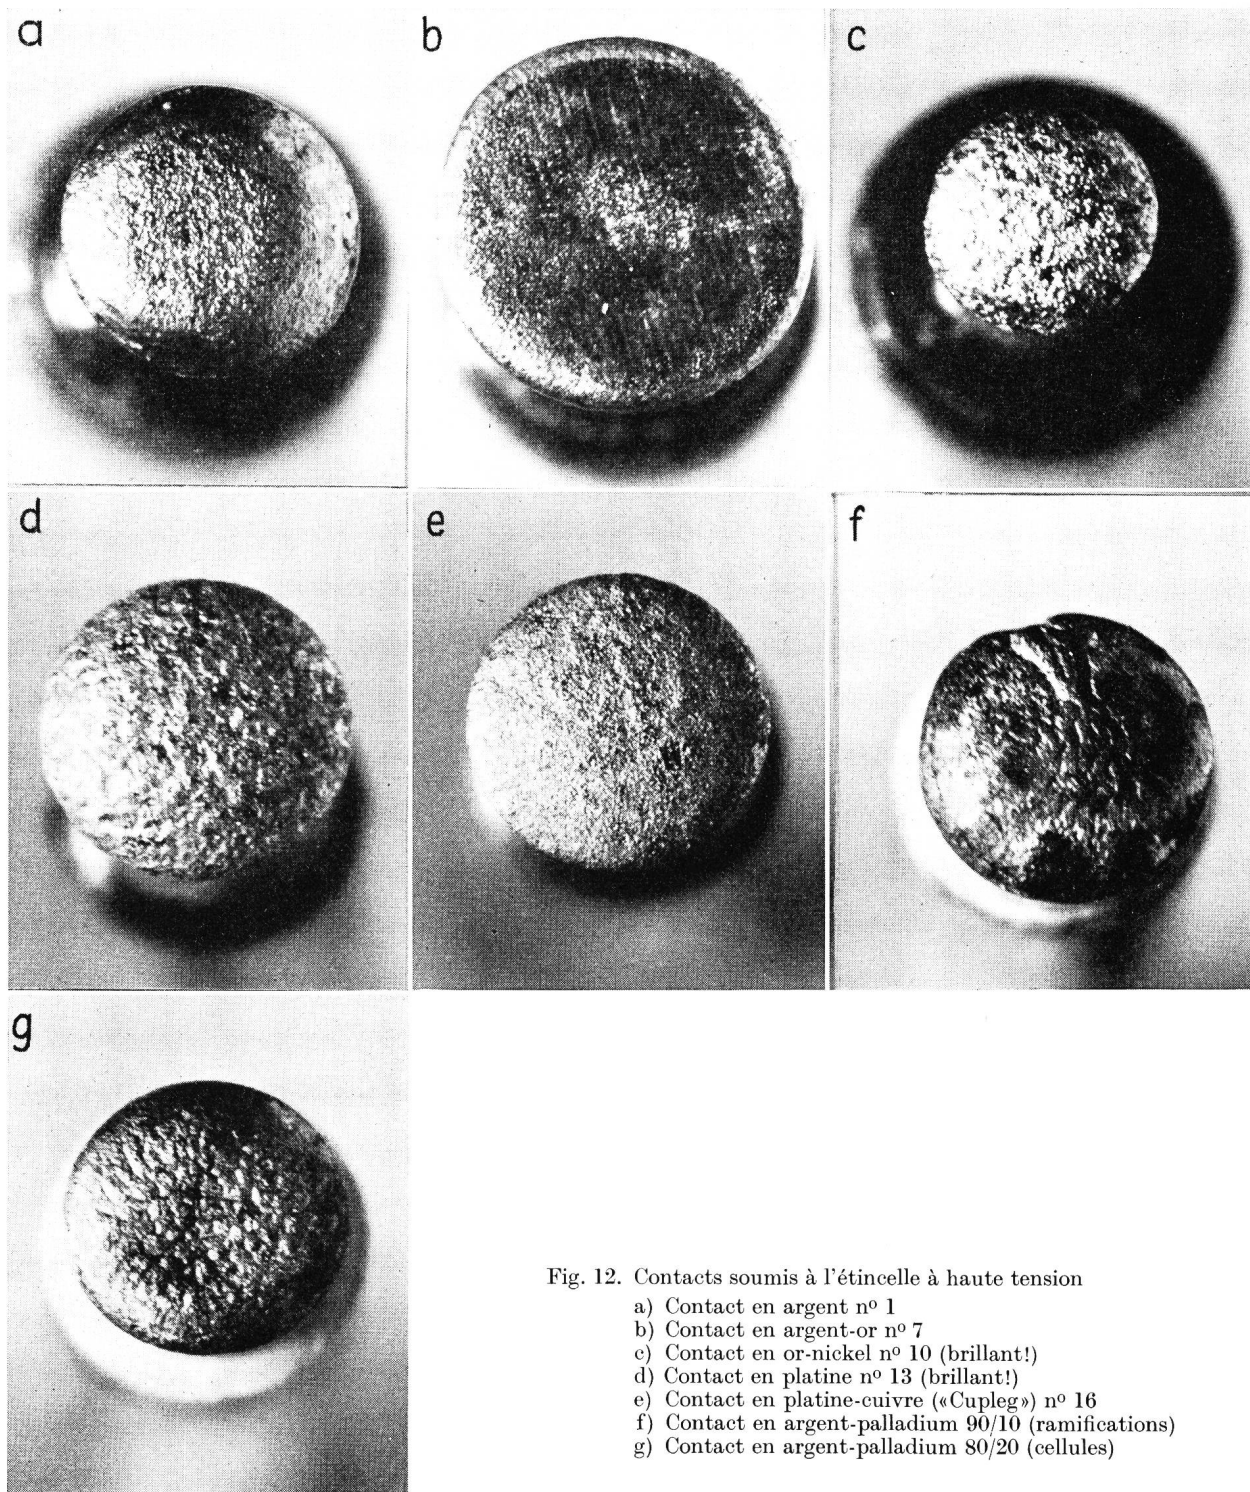 a
b
c
d
e
f
g
Fig. 12. Contacts soumis à l'étincelle à haute tension
a) Contact en argent nº 1
b) Contact en argent-or nº 7
c) Contact en or-nickel nº 10 (brillant!)
d) Contact en platine nº 13 (brillant!)
e) Contact en platine-cuivre («Cupleg») nº 16
f) Contact en argent-palladium 90/10 (ramifications)
g) Contact en argent-palladium 80/20 (cellules)